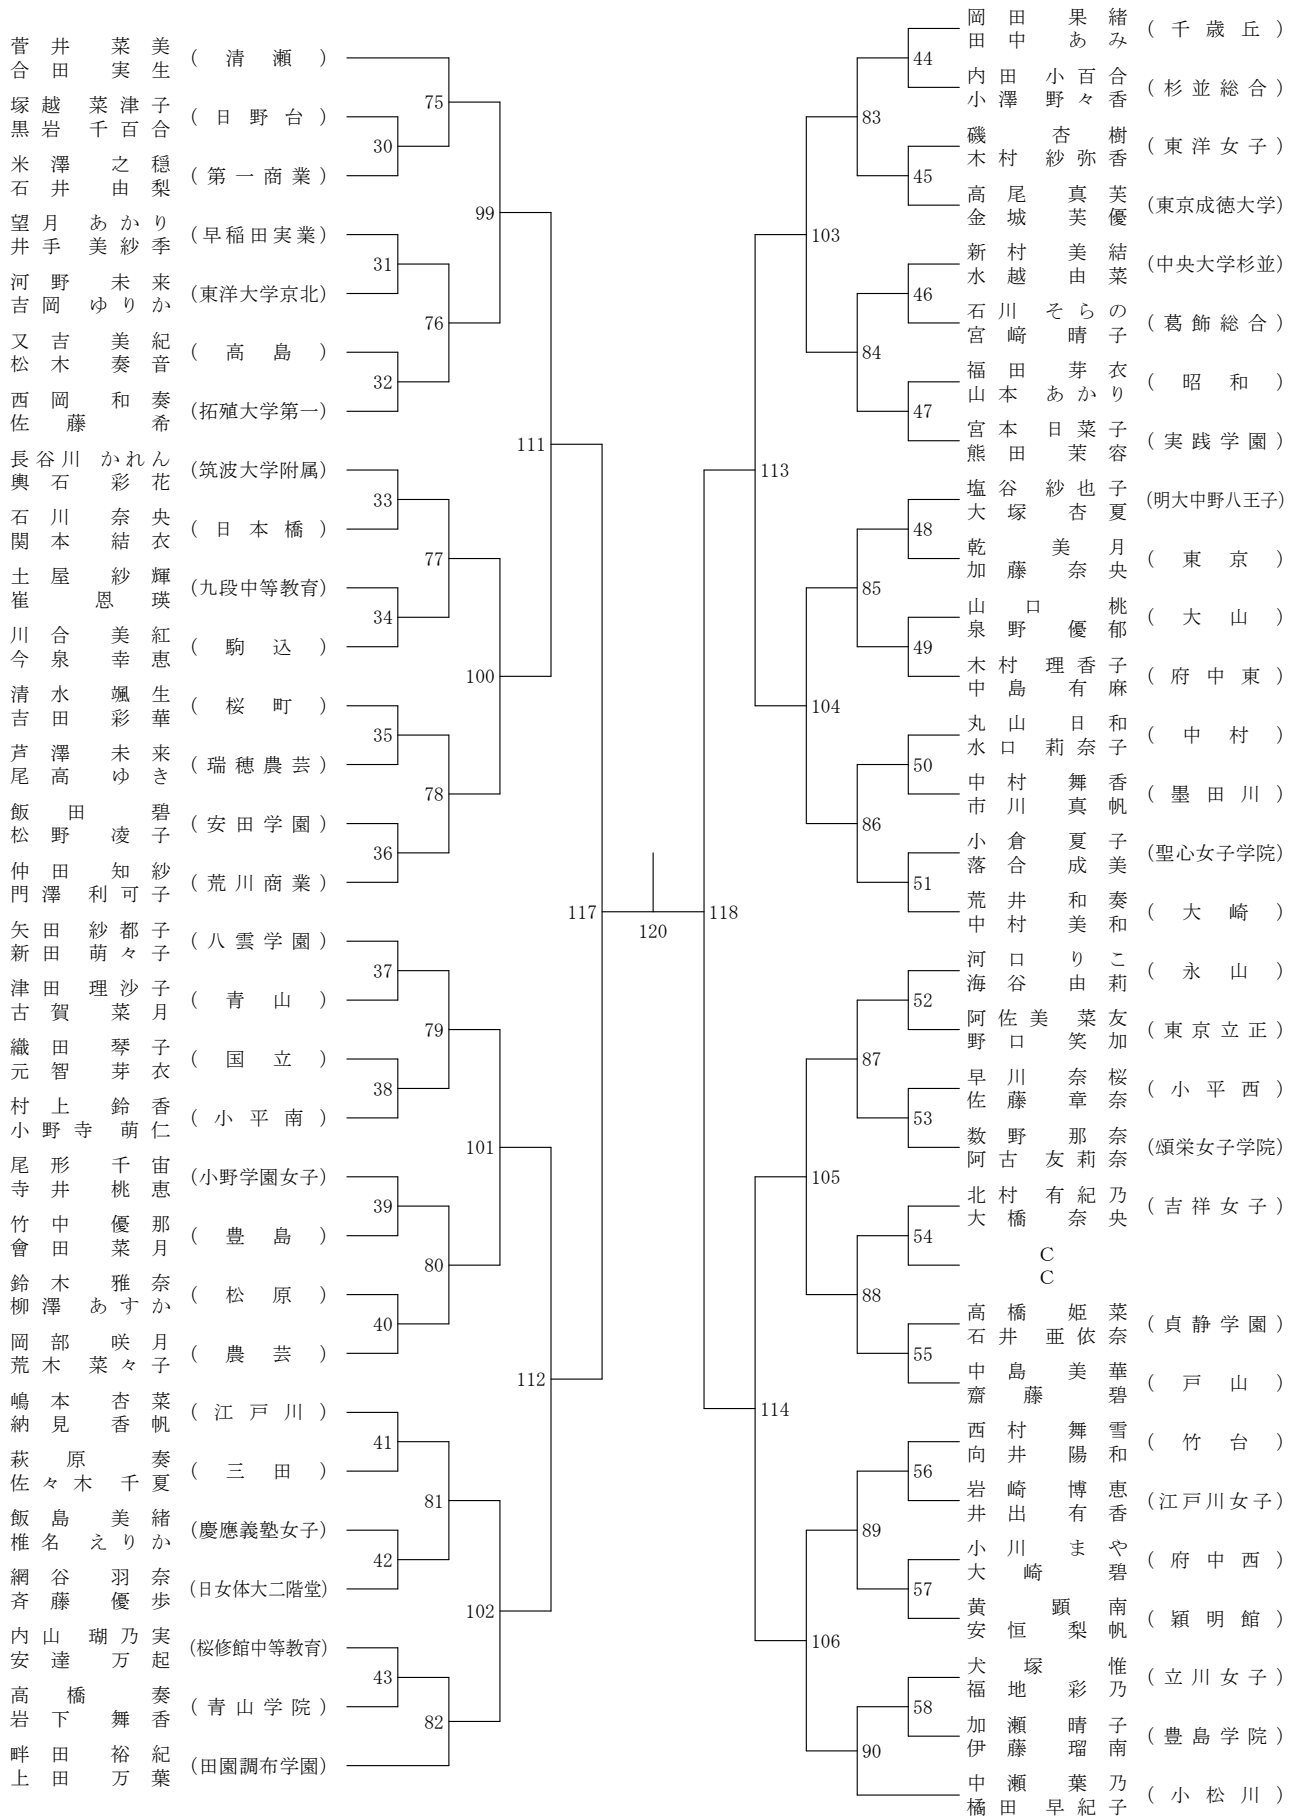 菅井 菜美
合田 実生 (清瀬)
75
塚越 菜津子
黒岩 千百合 (日野台)
30
米澤 之穏
石井 由梨 (第一商業)
99
望月 あかり
井手 美紗季 (早稲田実業)
31
河野 未来
吉岡 ゆりか (東洋大学京北)
76
又吉 美紀
松木 奏音 (高島)
32
西岡 和奏
佐藤 希 (拓殖大学第一)
111
長谷川 かれん
輿石 彩花 (筑波大学附属)
33
石川 奈央
関本 結衣 (日本橋)
77
土屋 紗輝
崔 恩瑛 (九段中等教育)
34
川合 美紅
今泉 幸恵 (駒込)
100
清水 颯生
吉田 彩華 (桜町)
35
芦澤 未来
尾高 ゆき (瑞穂農芸)
78
飯田 碧
松野 凌子 (安田学園)
36
仲田 知紗
門澤 利可子 (荒川商業)
117
矢田 紗都子
新田 萌々子 (八雲学園)
37
津田 理沙子
古賀 菜月 (青山)
79
織田 琴子
元智 芽衣 (国立)
38
村上 鈴香
小野寺 萌仁 (小平南)
101
尾形 千宙
寺井 桃恵 (小野学園女子)
39
竹中 優那
會田 菜月 (豊島)
80
鈴木 雅奈
柳澤 あすか (松原)
40
岡部 咲月
荒木 菜々子 (農芸)
112
嶋本 杏菜
納見 香帆 (江戸川)
41
萩原 奏
佐々木 千夏 (三田)
81
飯島 美緒
椎名 えりか (慶應義塾女子)
42
網谷 羽奈
斉藤 優歩 (日女体大二階堂)
102
内山 瑚乃実
安達 万起 (桜修館中等教育)
43
高橋 奏
岩下 舞香 (青山学院)
82
畔田 裕紀
上田 万葉 (田園調布学園)
120
岡田 果緒
田中 あみ (千歳丘)
44
内田 小百合
小澤 野々香 (杉並総合)
83
磯 杏樹
木村 紗弥香 (東洋女子)
45
高尾 真芙
金城 芙優 (東京成徳大学)
103
新村 美結
水越 由菜 (中央大学杉並)
46
石川 そらの
宮﨑 晴子 (葛飾総合)
84
福田 芽衣
山本 あかり (昭和)
47
宮本 日菜子
熊田 茉容 (実践学園)
113
塩谷 紗也子
大塚 杏夏 (明大中野八王子)
48
乾 美月
加藤 奈央 (東京)
85
山口 桃
泉野 優郁 (大山)
49
木村 理香子
中島 有麻 (府中東)
104
丸山 日和
水口 莉奈子 (中村)
50
中村 舞香
市川 真帆 (墨田川)
86
小倉 夏子
落合 成美 (聖心女子学院)
51
荒井 和奏
中村 美和 (大崎)
118
河口 りこ
海谷 由莉 (永山)
52
阿佐美 菜友
野口 笑加 (東京立正)
87
早川 奈桜
佐藤 章奈 (小平西)
53
数野 那奈
阿古 友莉奈 (頌栄女子学院)
105
北村 有紀乃
大橋 奈央 (吉祥女子)
54
C
C
88
高橋 姫菜
石井 亜依奈 (貞静学園)
55
中島 美華
齋藤 碧 (戸山)
114
西村 舞雪
向井 陽和 (竹台)
56
岩崎 博恵
井出 有香 (江戸川女子)
89
小川 まや
大崎 碧 (府中西)
57
黄 顕南
安恒 梨帆 (穎明館)
106
犬塚 惟
福地 彩乃 (立川女子)
58
加瀬 晴子
伊藤 瑠南 (豊島学院)
90
中瀬 葉乃
橘田 早紀子 (小松川)